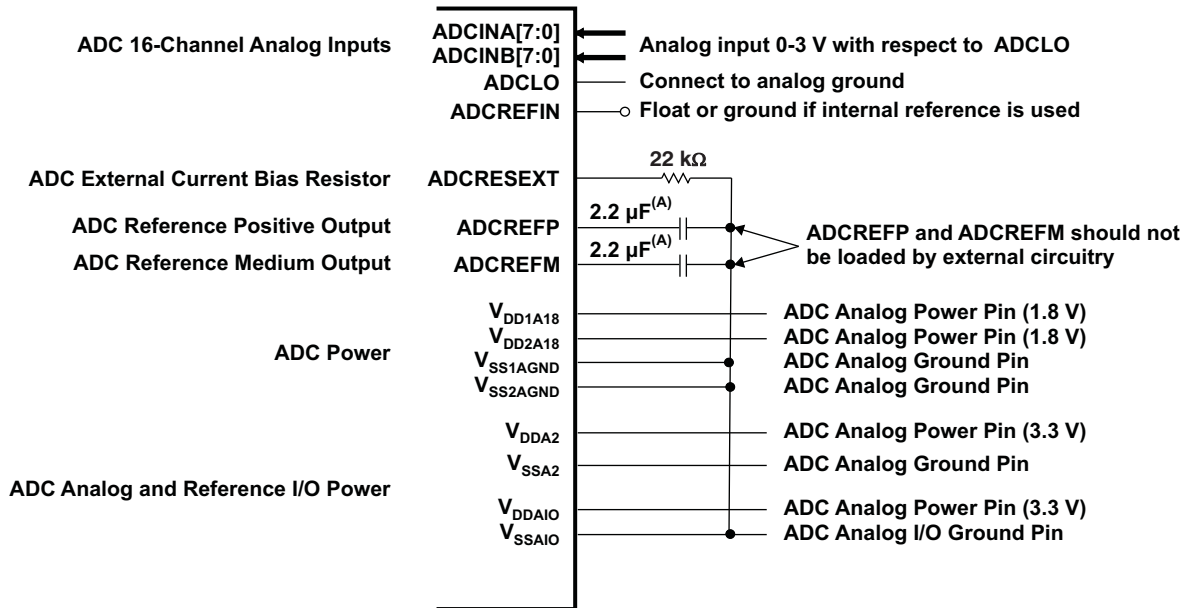 ADC 16-Channel Analog Inputs
ADCINA[7:0]
ADCINB[7:0]
Analog input 0-3 V with respect to ADCLO
ADCLO
Connect to analog ground
ADCREFIN
Float or ground if internal reference is used
22 kΩ
ADC External Current Bias Resistor
ADCRESEXT
2.2 µF(A)
ADC Reference Positive Output
ADCREFP
2.2 µF(A)
ADC Reference Medium Output
ADCREFM
ADCREFP and ADCREFM should not
be loaded by external circuitry
ADC Power
VDD1A18
ADC Analog Power Pin (1.8 V)
VDD2A18
ADC Analog Power Pin (1.8 V)
VSS1AGND
ADC Analog Ground Pin
VSS2AGND
ADC Analog Ground Pin
ADC Analog and Reference I/O Power
VDDA2
ADC Analog Power Pin (3.3 V)
VSSA2
ADC Analog Ground Pin
VDDAIO
ADC Analog Power Pin (3.3 V)
VSSAIO
ADC Analog I/O Ground Pin